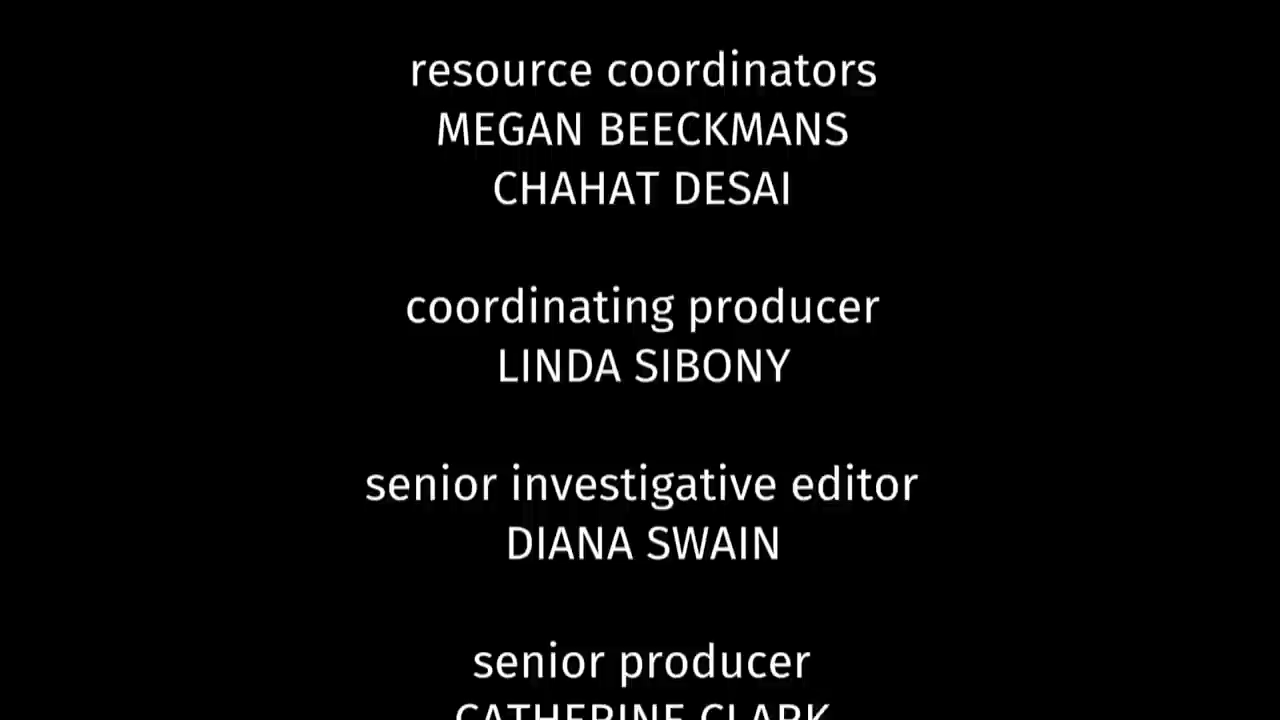 resource coordinators
MEGAN BEECKMANS
CHAHAT DESAI
coordinating producer
LINDA SIBONY
senior investigative editor
DIANA SWAIN
senior producer
CATHERINE CLARK